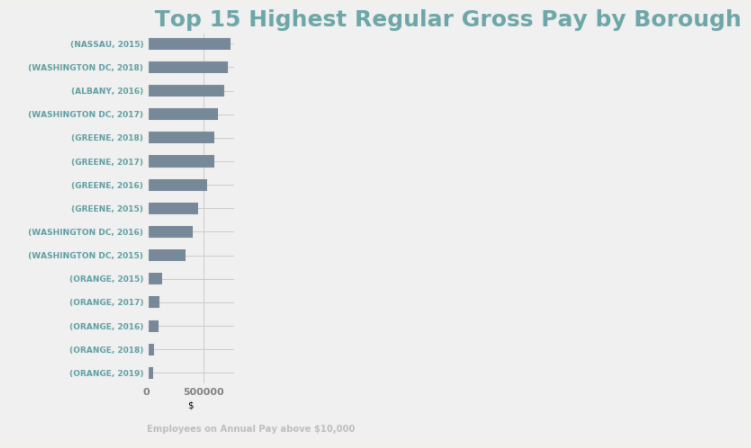 Top 15 Highest Regular Gross Pay by Borough
(NASSAU, 2015)
(WASHINGTON DC, 2018)
(ALBANY, 2016)
(WASHINGTON DC, 2017)
(GREENE, 2018)
(GREENE, 2017)
(GREENE, 2016)
(GREENE, 2015)
(WASHINGTON DC, 2016)
(WASHINGTON DC, 2015)
(ORANGE, 2015)
(ORANGE, 2017)
(ORANGE, 2016)
(ORANGE, 2018)
(ORANGE, 2019)
0 500000
$
Employees on Annual Pay above $10,000